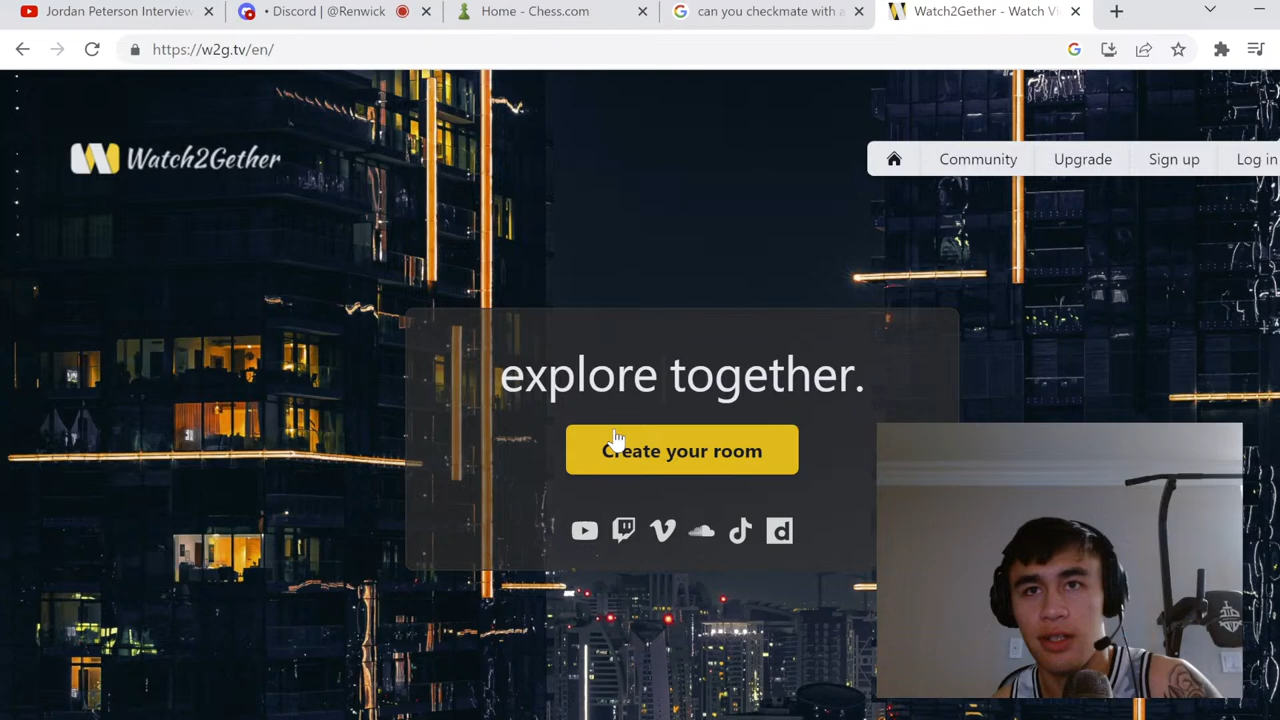 Jordan Peterson Interview
• Discord | @Renwick
Home - Chess.com
can you checkmate with a
Watch2Gether - Watch Vi
https://w2g.tv/en/
Watch2Gether
Community
Upgrade
Sign up
Log in
explore together.
Create your room